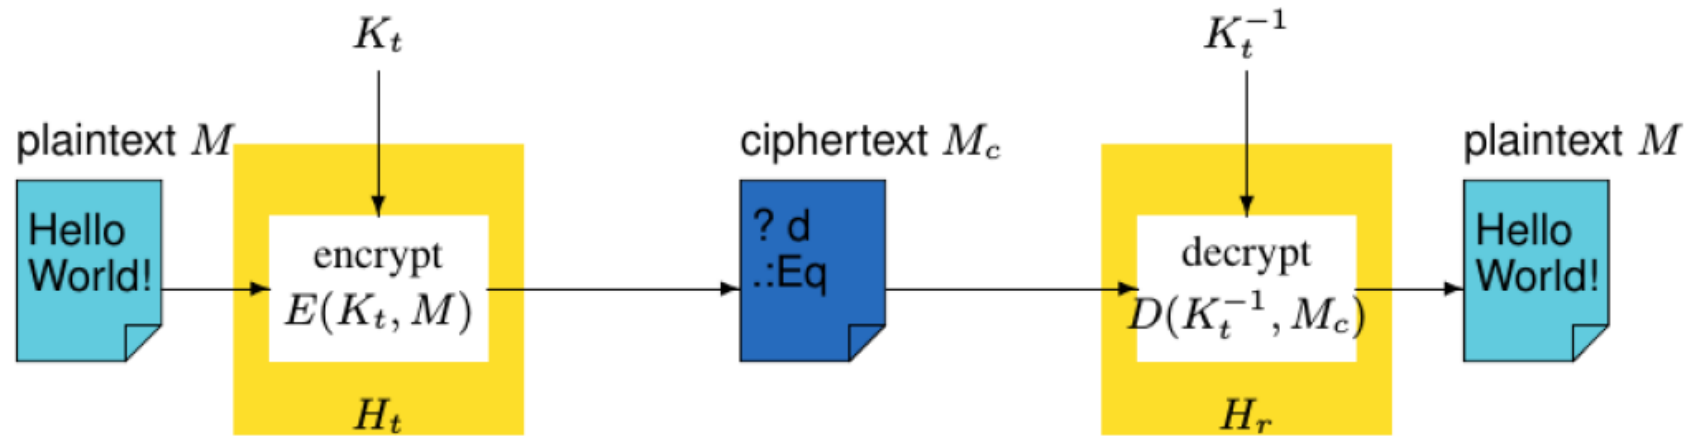 K_t
K_t^{-1}
plaintext M
ciphertext M_c
plaintext M
Hello
World!
encrypt
E(K_t, M)
? d
.:Eq
decrypt
D(K_t^{-1}, M_c)
Hello
World!
H_t
H_r